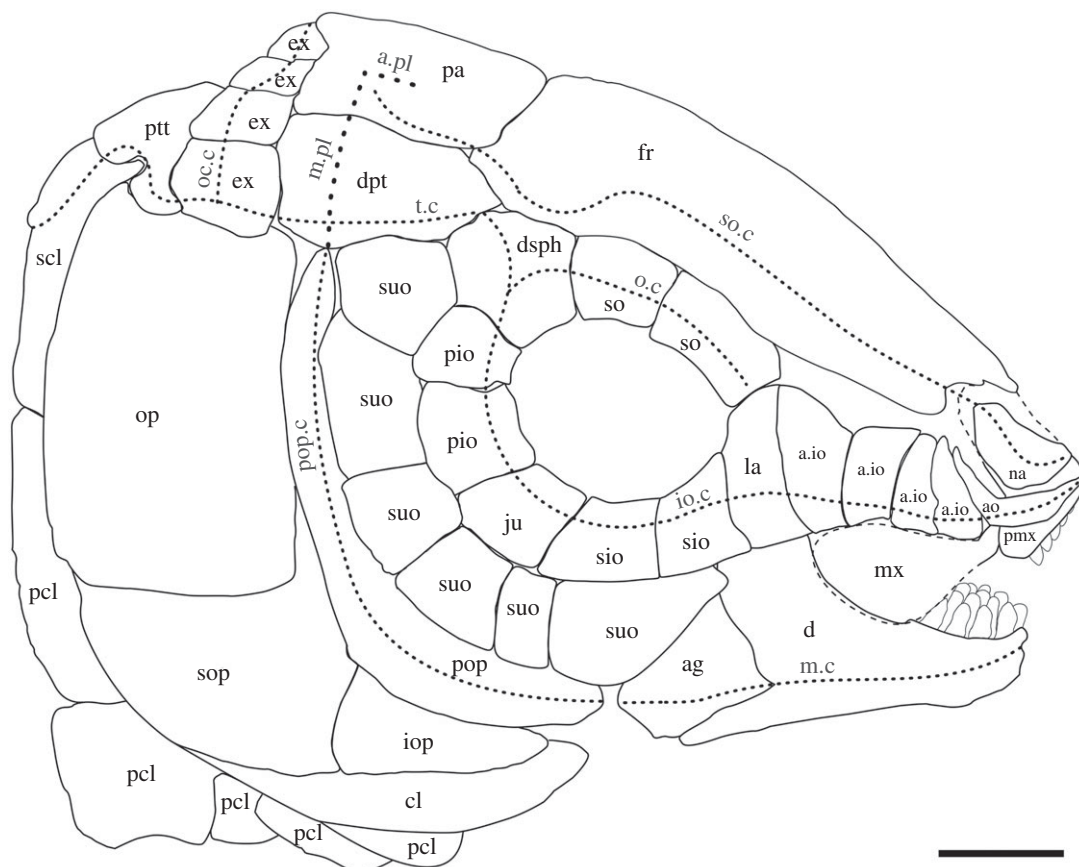 ex
a.pl
pa
ex
ptt
ex
fr
oc.c
m.pl
ex
dpt
t.c
so.c
scl
dsph
suo
o.c
so
pio
so
op
suo
pop.c
pio
la
a.io
a.io
na
a.io
a.io
ao
io.c
suo
ju
sio
sio
pmx
mx
pcl
suo
suo
suo
d
sop
pop
ag
m.c
iop
pcl
pcl
cl
pcl
pcl